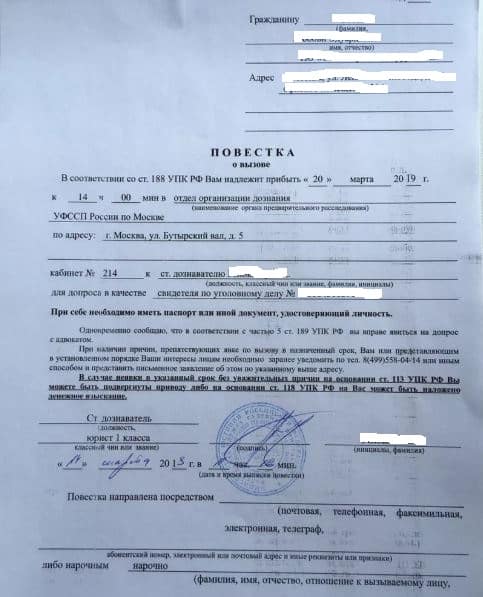 Гражданину
(фамилия,
имя, отчество)
Адрес
ПОВЕСТКА
о вызове
В соответствии со ст. 188 УПК РФ Вам надлежит прибыть « 20 » марта 2019 г.
к 14 ч 00 мин в отдел организации дознания
(наименование органа предварительного расследования)
УФССП России по Москве
по адресу: г. Москва, ул. Бутырский вал, д. 5
кабинет № 214 к ст. дознавателю
(должность, классный чин или звание, фамилия, инициалы)
для допроса в качестве свидетеля по уголовному делу №
При себе необходимо иметь паспорт или иной документ, удостоверяющий личность.
Одновременно сообщаю, что в соответствии с частью 5 ст. 189 УПК РФ вы вправе явиться на допрос
с адвокатом.
При наличии причин, препятствующих явке по вызову в назначенный срок, Вам или представляющим
в установленном порядке Ваши интересы лицам необходимо заранее уведомить по тел. 8(499)558-04-14 или иным
способом и представить письменное заявление об этом по указанному выше адресу.
В случае неявки в указанный срок без уважительных причин на основании ст. 113 УПК РФ Вы
можете быть подвергнуты приводу либо на основании ст. 118 УПК РФ на Вас может быть наложено
денежное взыскание.
Ст дознаватель
(должность,
юрист 1 класса
классный чин или звание) (подпись) (инициалы, фамилия)
« » марта 20 г. в час. мин.
(дата и время выписки повестки)
Повестка направлена посредством
(почтовая, телефонная, факсимильная,
электронная, телеграф,
абонентский номер, электронный или почтовый адрес и иные реквизиты или признаки)
либо нарочным нарочно
(фамилия, имя, отчество, отношение к вызываемому лицу,